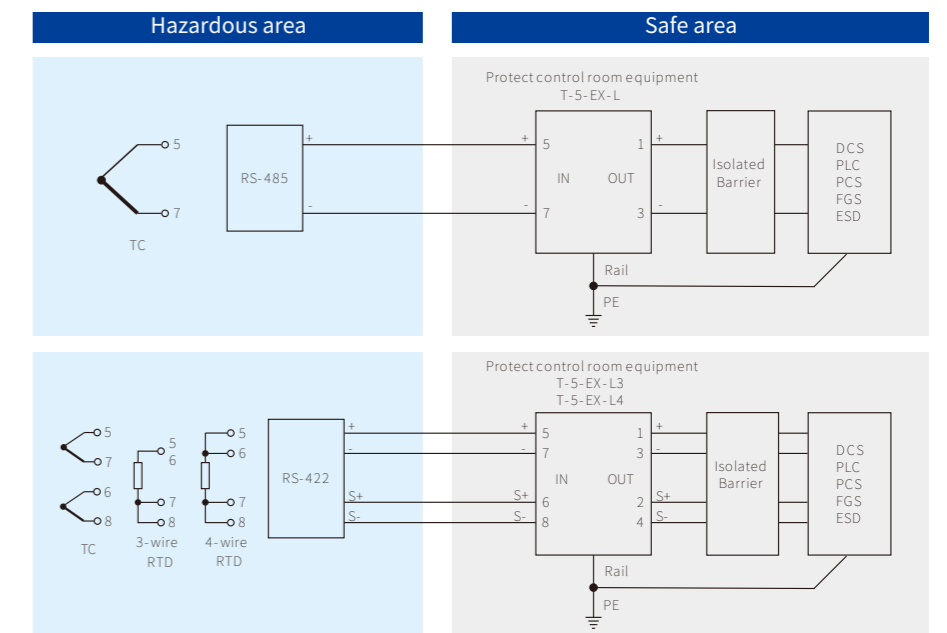 Hazardous area
Safe area
Protect control room equipment
T-5-EX-L
5
7
TC
RS-485
+
-
+
-
5
7
IN
OUT
1
3
+
-
Isolated
Barrier
DCS
PLC
PCS
FGS
ESD
Rail
PE
Protect control room equipment
T-5-EX-L3
T-5-EX-L4
5
7
6
8
TC
5
6
7
8
3-wire
RTD
5
6
7
8
4-wire
RTD
RS-422
+
-
S+
S-
+
-
S+
S-
5
7
6
8
IN
OUT
1
3
2
4
+
-
S+
S-
Isolated
Barrier
DCS
PLC
PCS
FGS
ESD
Rail
PE